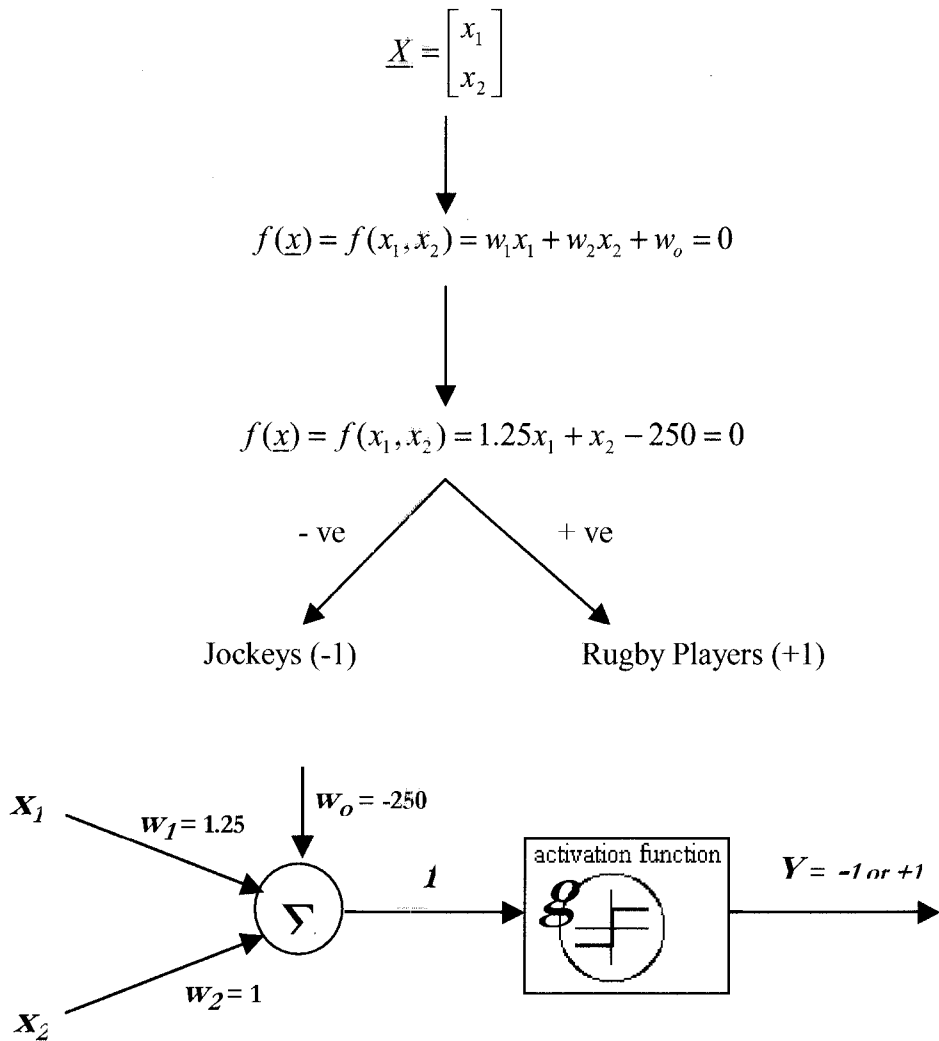 X = [x₁ x₂]
f(x) = f(x₁, x₂) = w₁x₁ + w₂x₂ + wₒ = 0
f(x) = f(x₁, x₂) = 1.25x₁ + x₂ − 250 = 0
- ve + ve
Jockeys (-1) Rugby Players (+1)
wₒ = -250
x₁
w₁ = 1.25
activation function
1
Y = -1 or +1
g
Σ
w₂ = 1
x₂